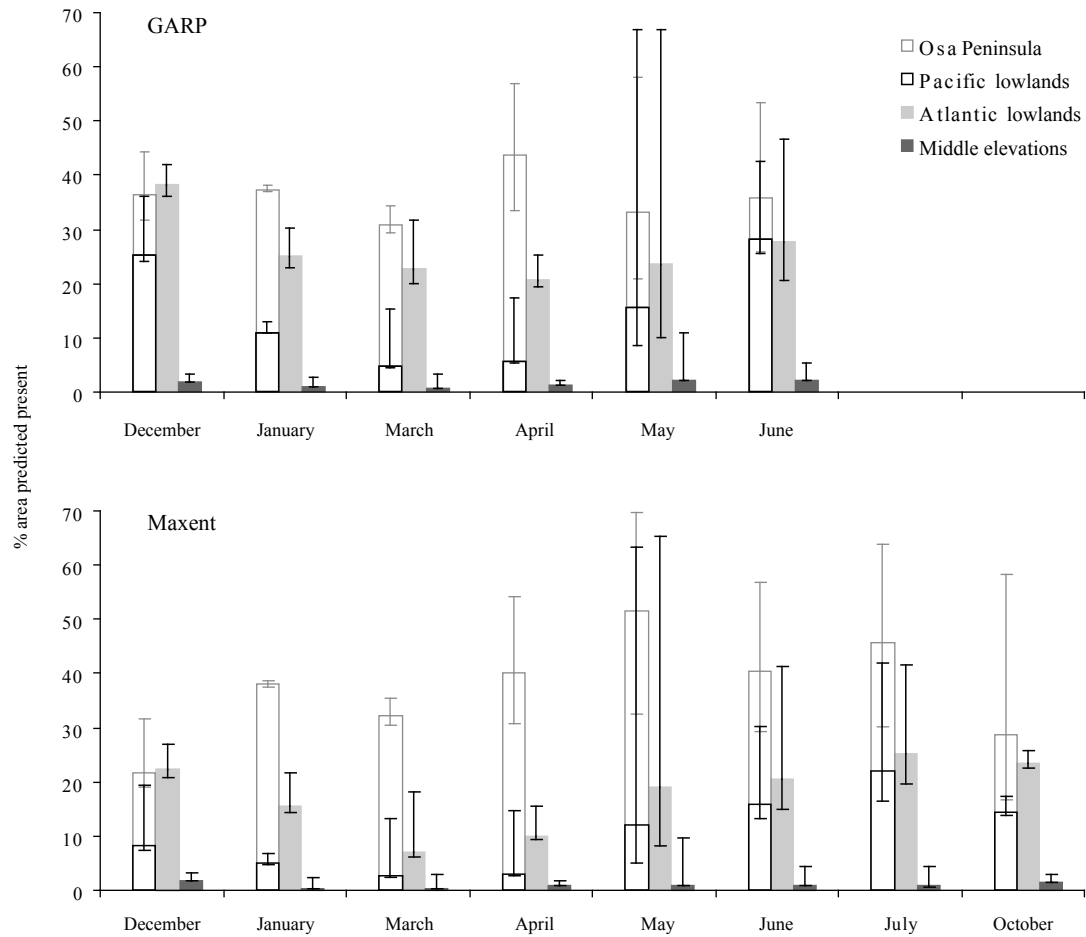 GARP
Osa Peninsula
Pacific lowlands
Atlantic lowlands
Middle elevations
70
60
50
40
30
20
10
0
December January March April May June
% area predicted present
Maxent
70
60
50
40
30
20
10
0
December January March April May June July October